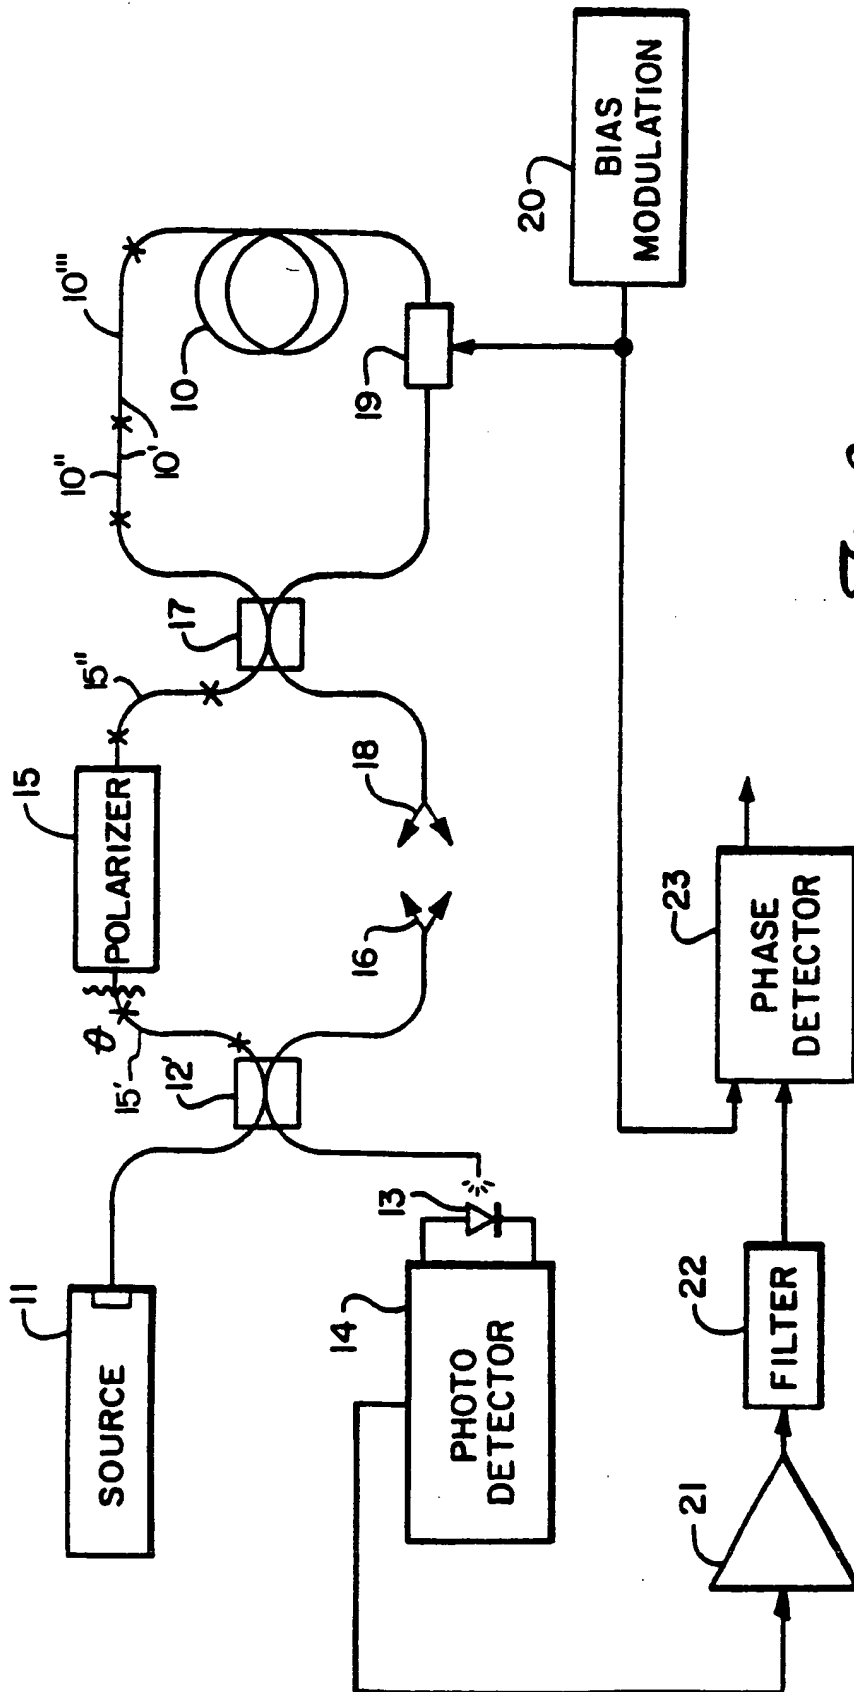 11
SOURCE
12'
15'
θ
15
POLARIZER
15"
17
10"
10'
10'''
10
16
18
19
20
BIAS
MODULATION
13
14
PHOTO
DETECTOR
21
22
FILTER
23
PHASE
DETECTOR